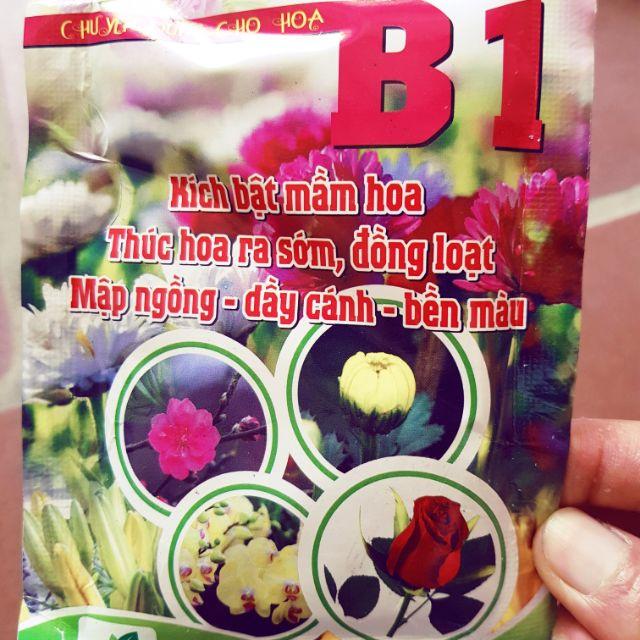 CHUYÊN DÙNG CHO HOA
B1
Kích bật mầm hoa
Thúc hoa ra sớm, đồng loạt
Mập ngồng - dầy cánh - bền màu